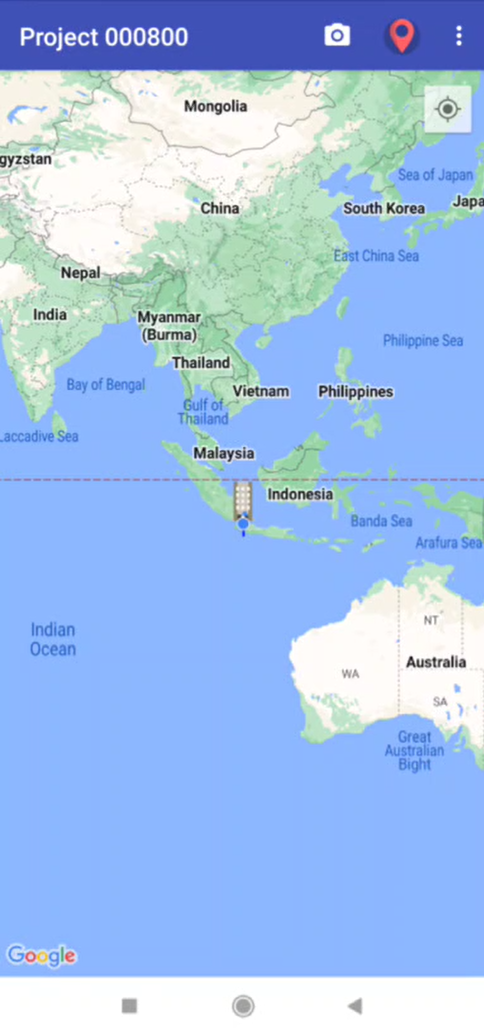 Project 000800
Mongolia
gyzstan
Sea of Japan
China
South Korea
Japa
East China Sea
Nepal
India
Myanmar
(Burma)
Philippine Sea
Thailand
Bay of Bengal
Vietnam
Philippines
Gulf of
Thailand
Laccadive Sea
Malaysia
Indonesia
Banda Sea
Arafura Sea
NT
Indian
Ocean
Australia
WA
SA
Great
Australian
Bight
Google